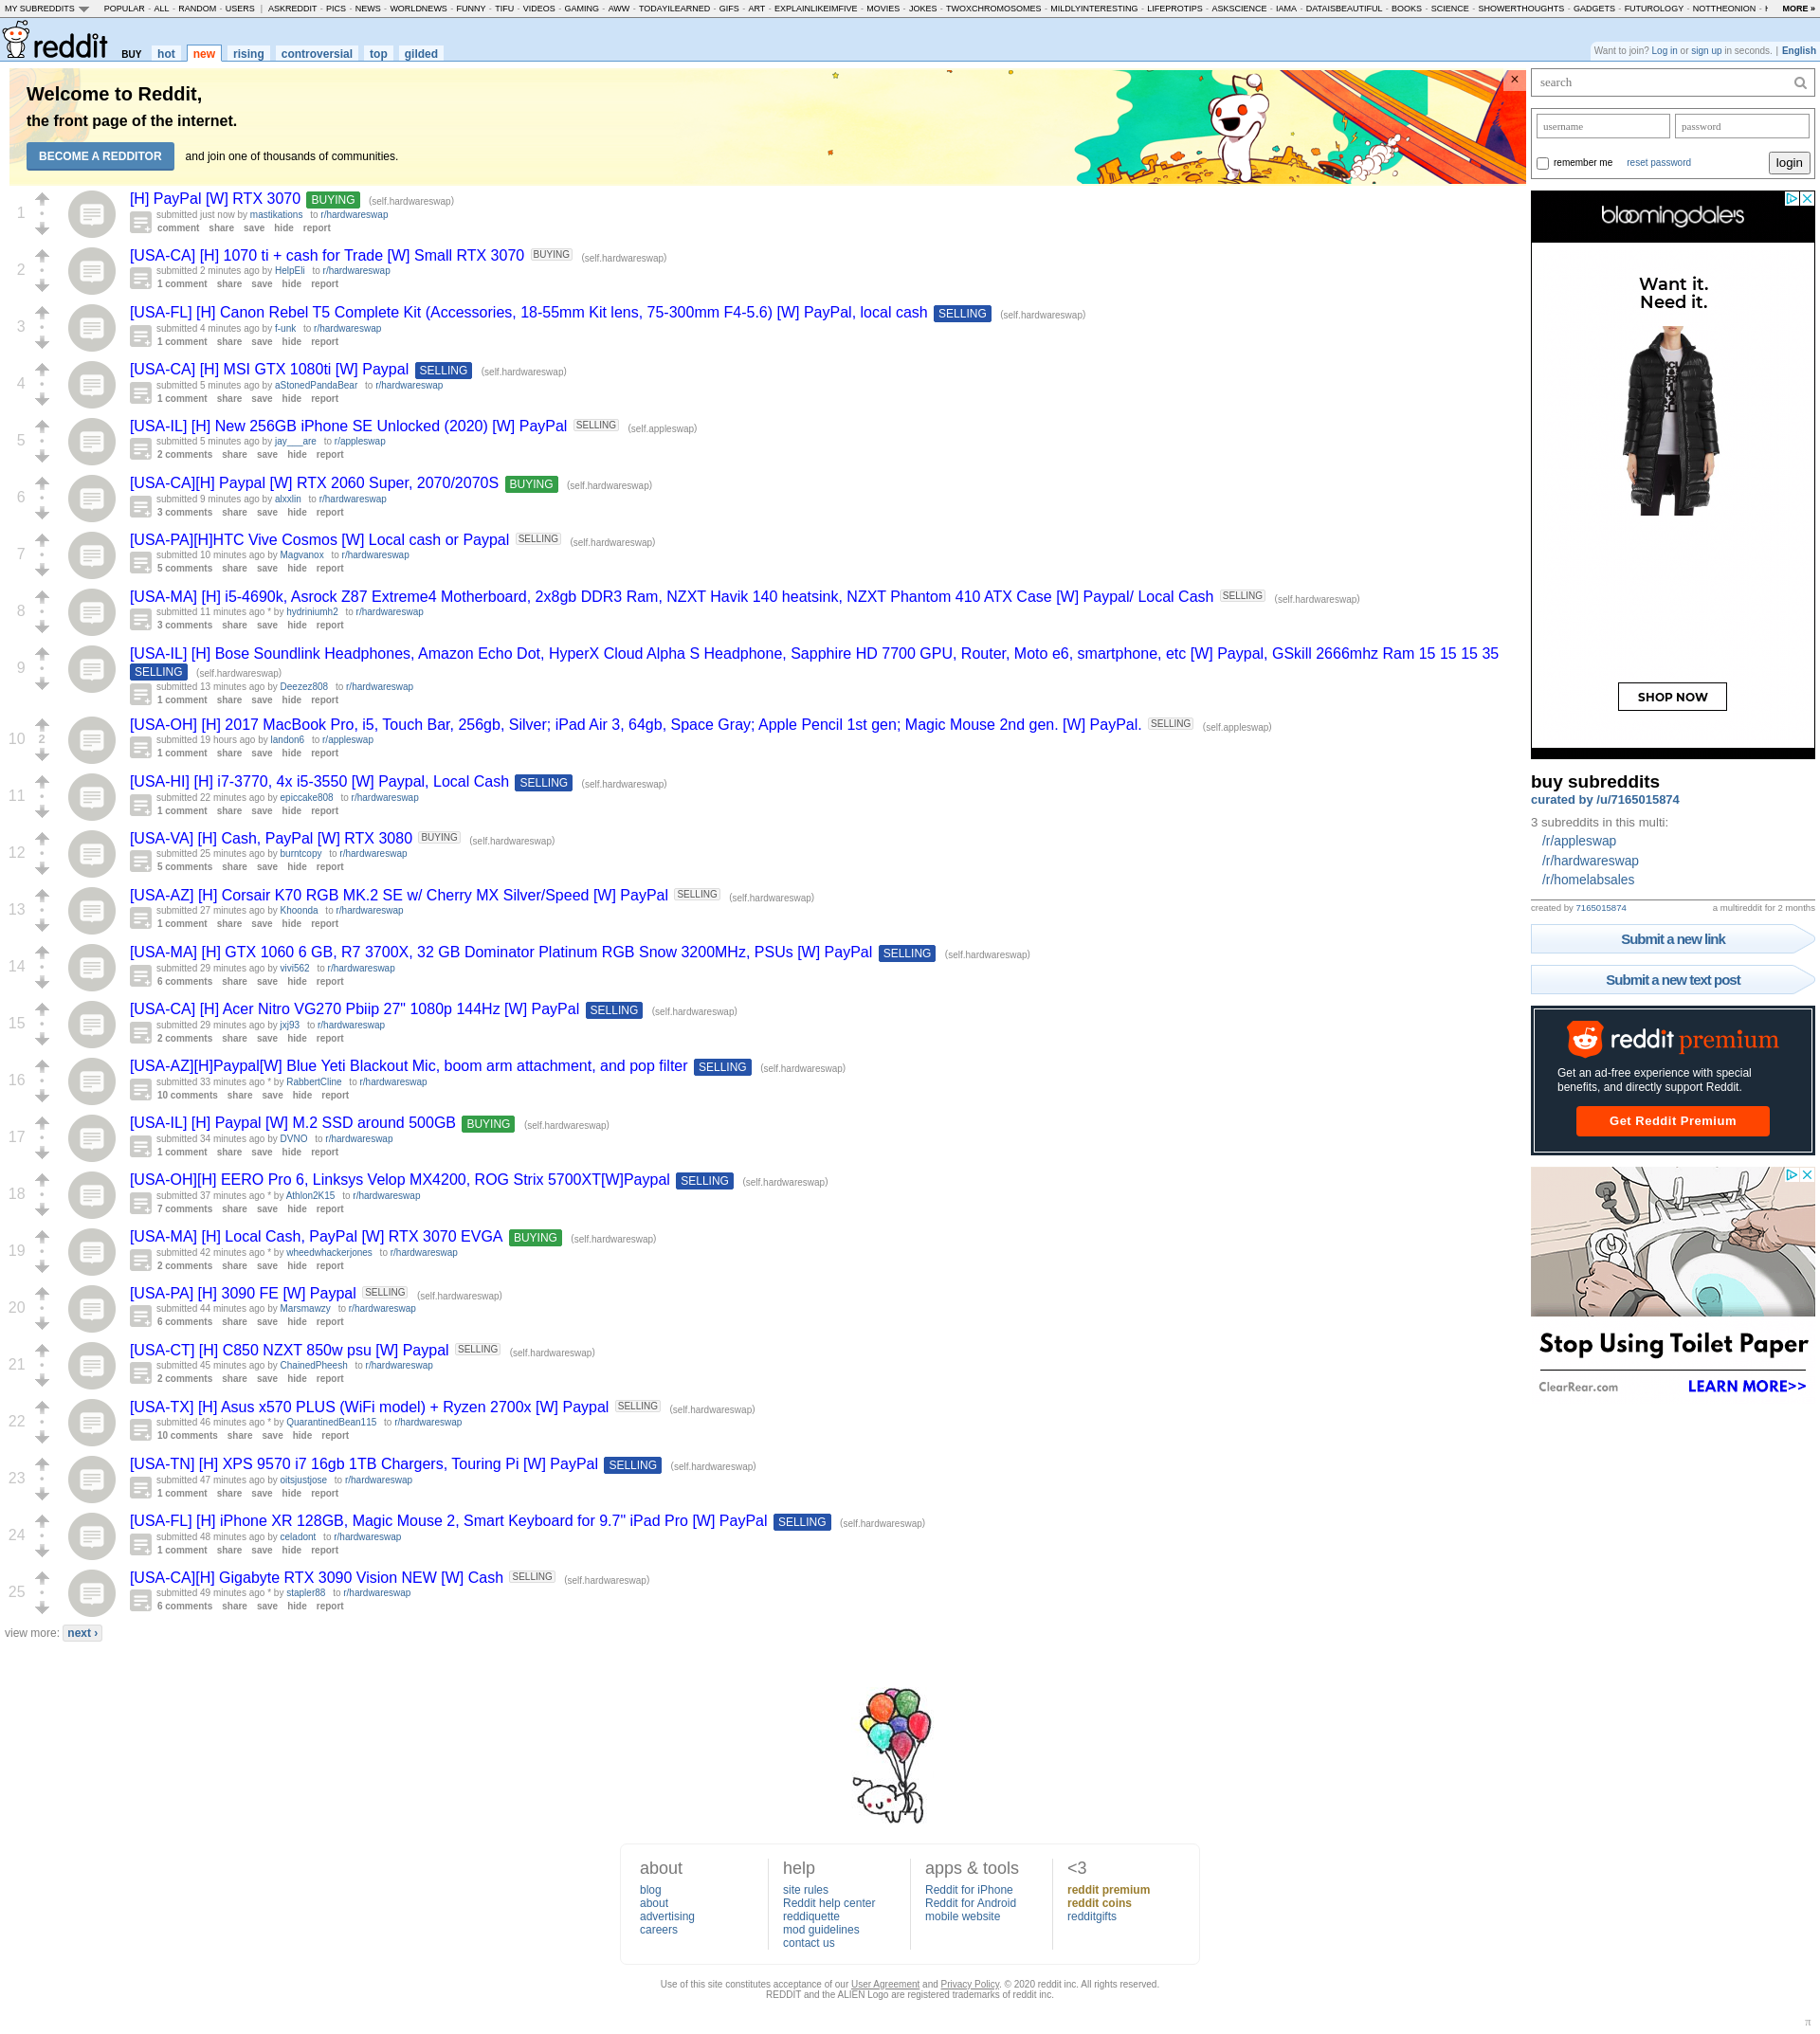 MY SUBREDDITS POPULAR - ALL - RANDOM - USERS | ASKREDDIT - PICS - NEWS - WORLDNEWS - FUNNY - TIFU - VIDEOS - GAMING - AWW - TODAYILEARNED - GIFS - ART - EXPLAINLIKEIMFIVE - MOVIES - JOKES - TWOXCHROMOSOMES - MILDLYINTERESTING - LIFEPROTIPS - ASKSCIENCE - IAMA - DATAISBEAUTIFUL - BOOKS - SCIENCE - SHOWERTHOUGHTS - GADGETS - FUTUROLOGY - NOTTHEONION - MORE »
reddit BUY hot new rising controversial top gilded
Want to join? Log in or sign up in seconds. | English
Welcome to Reddit,
the front page of the internet.
BECOME A REDDITOR and join one of thousands of communities.
1
[H] PayPal [W] RTX 3070 BUYING (self.hardwareswap)
submitted just now by mastikations to r/hardwareswap
comment share save hide report
2
[USA-CA] [H] 1070 ti + cash for Trade [W] Small RTX 3070 BUYING (self.hardwareswap)
submitted 2 minutes ago by HelpEli to r/hardwareswap
1 comment share save hide report
3
[USA-FL] [H] Canon Rebel T5 Complete Kit (Accessories, 18-55mm Kit lens, 75-300mm F4-5.6) [W] PayPal, local cash SELLING (self.hardwareswap)
submitted 4 minutes ago by f-unk to r/hardwareswap
1 comment share save hide report
4
[USA-CA] [H] MSI GTX 1080ti [W] Paypal SELLING (self.hardwareswap)
submitted 5 minutes ago by aStonedPandaBear to r/hardwareswap
1 comment share save hide report
5
[USA-IL] [H] New 256GB iPhone SE Unlocked (2020) [W] PayPal SELLING (self.appleswap)
submitted 5 minutes ago by jay___are to r/appleswap
2 comments share save hide report
6
[USA-CA][H] Paypal [W] RTX 2060 Super, 2070/2070S BUYING (self.hardwareswap)
submitted 9 minutes ago by alxxlin to r/hardwareswap
3 comments share save hide report
7
[USA-PA][H]HTC Vive Cosmos [W] Local cash or Paypal SELLING (self.hardwareswap)
submitted 10 minutes ago by Magvanox to r/hardwareswap
5 comments share save hide report
8
[USA-MA] [H] i5-4690k, Asrock Z87 Extreme4 Motherboard, 2x8gb DDR3 Ram, NZXT Havik 140 heatsink, NZXT Phantom 410 ATX Case [W] Paypal/ Local Cash SELLING (self.hardwareswap)
submitted 11 minutes ago * by hydriniumh2 to r/hardwareswap
3 comments share save hide report
9
[USA-IL] [H] Bose Soundlink Headphones, Amazon Echo Dot, HyperX Cloud Alpha S Headphone, Sapphire HD 7700 GPU, Router, Moto e6, smartphone, etc [W] Paypal, GSkill 2666mhz Ram 15 15 15 35
SELLING (self.hardwareswap)
submitted 13 minutes ago by Deezez808 to r/hardwareswap
1 comment share save hide report
10 2
[USA-OH] [H] 2017 MacBook Pro, i5, Touch Bar, 256gb, Silver; iPad Air 3, 64gb, Space Gray; Apple Pencil 1st gen; Magic Mouse 2nd gen. [W] PayPal. SELLING (self.appleswap)
submitted 19 hours ago by landon6 to r/appleswap
1 comment share save hide report
11
[USA-HI] [H] i7-3770, 4x i5-3550 [W] Paypal, Local Cash SELLING (self.hardwareswap)
submitted 22 minutes ago by epiccake808 to r/hardwareswap
1 comment share save hide report
12
[USA-VA] [H] Cash, PayPal [W] RTX 3080 BUYING (self.hardwareswap)
submitted 25 minutes ago by burntcopy to r/hardwareswap
5 comments share save hide report
13
[USA-AZ] [H] Corsair K70 RGB MK.2 SE w/ Cherry MX Silver/Speed [W] PayPal SELLING (self.hardwareswap)
submitted 27 minutes ago by Khoonda to r/hardwareswap
1 comment share save hide report
14
[USA-MA] [H] GTX 1060 6 GB, R7 3700X, 32 GB Dominator Platinum RGB Snow 3200MHz, PSUs [W] PayPal SELLING (self.hardwareswap)
submitted 29 minutes ago by vivi562 to r/hardwareswap
6 comments share save hide report
15
[USA-CA] [H] Acer Nitro VG270 Pbiip 27" 1080p 144Hz [W] PayPal SELLING (self.hardwareswap)
submitted 29 minutes ago by jxj93 to r/hardwareswap
2 comments share save hide report
16
[USA-AZ][H]Paypal[W] Blue Yeti Blackout Mic, boom arm attachment, and pop filter SELLING (self.hardwareswap)
submitted 33 minutes ago * by RabbertCline to r/hardwareswap
10 comments share save hide report
17
[USA-IL] [H] Paypal [W] M.2 SSD around 500GB BUYING (self.hardwareswap)
submitted 34 minutes ago by DVNO to r/hardwareswap
1 comment share save hide report
18
[USA-OH][H] EERO Pro 6, Linksys Velop MX4200, ROG Strix 5700XT[W]Paypal SELLING (self.hardwareswap)
submitted 37 minutes ago * by Athlon2K15 to r/hardwareswap
7 comments share save hide report
19
[USA-MA] [H] Local Cash, PayPal [W] RTX 3070 EVGA BUYING (self.hardwareswap)
submitted 42 minutes ago * by wheedwhackerjones to r/hardwareswap
2 comments share save hide report
20
[USA-PA] [H] 3090 FE [W] Paypal SELLING (self.hardwareswap)
submitted 44 minutes ago by Marsmawzy to r/hardwareswap
6 comments share save hide report
21
[USA-CT] [H] C850 NZXT 850w psu [W] Paypal SELLING (self.hardwareswap)
submitted 45 minutes ago by ChainedPheesh to r/hardwareswap
2 comments share save hide report
22
[USA-TX] [H] Asus x570 PLUS (WiFi model) + Ryzen 2700x [W] Paypal SELLING (self.hardwareswap)
submitted 46 minutes ago * by QuarantinedBean115 to r/hardwareswap
10 comments share save hide report
23
[USA-TN] [H] XPS 9570 i7 16gb 1TB Chargers, Touring Pi [W] PayPal SELLING (self.hardwareswap)
submitted 47 minutes ago by oitsjustjose to r/hardwareswap
1 comment share save hide report
24
[USA-FL] [H] iPhone XR 128GB, Magic Mouse 2, Smart Keyboard for 9.7" iPad Pro [W] PayPal SELLING (self.hardwareswap)
submitted 48 minutes ago by celadont to r/hardwareswap
1 comment share save hide report
25
[USA-CA][H] Gigabyte RTX 3090 Vision NEW [W] Cash SELLING (self.hardwareswap)
submitted 49 minutes ago * by stapler88 to r/hardwareswap
6 comments share save hide report
view more: next ›
search
username password
remember me reset password login
bloomingdale's
Want it.
Need it.
SHOP NOW
buy subreddits
curated by /u/7165015874
3 subreddits in this multi:
/r/appleswap
/r/hardwareswap
/r/homelabsales
created by 7165015874 a multireddit for 2 months
Submit a new link
Submit a new text post
reddit premium
Get an ad-free experience with special
benefits, and directly support Reddit.
Get Reddit Premium
Stop Using Toilet Paper
ClearRear.com LEARN MORE>>
about
blog
about
advertising
careers
help
site rules
Reddit help center
reddiquette
mod guidelines
contact us
apps & tools
Reddit for iPhone
Reddit for Android
mobile website
<3
reddit premium
reddit coins
redditgifts
Use of this site constitutes acceptance of our User Agreement and Privacy Policy. © 2020 reddit inc. All rights reserved.
REDDIT and the ALIEN Logo are registered trademarks of reddit inc.
π